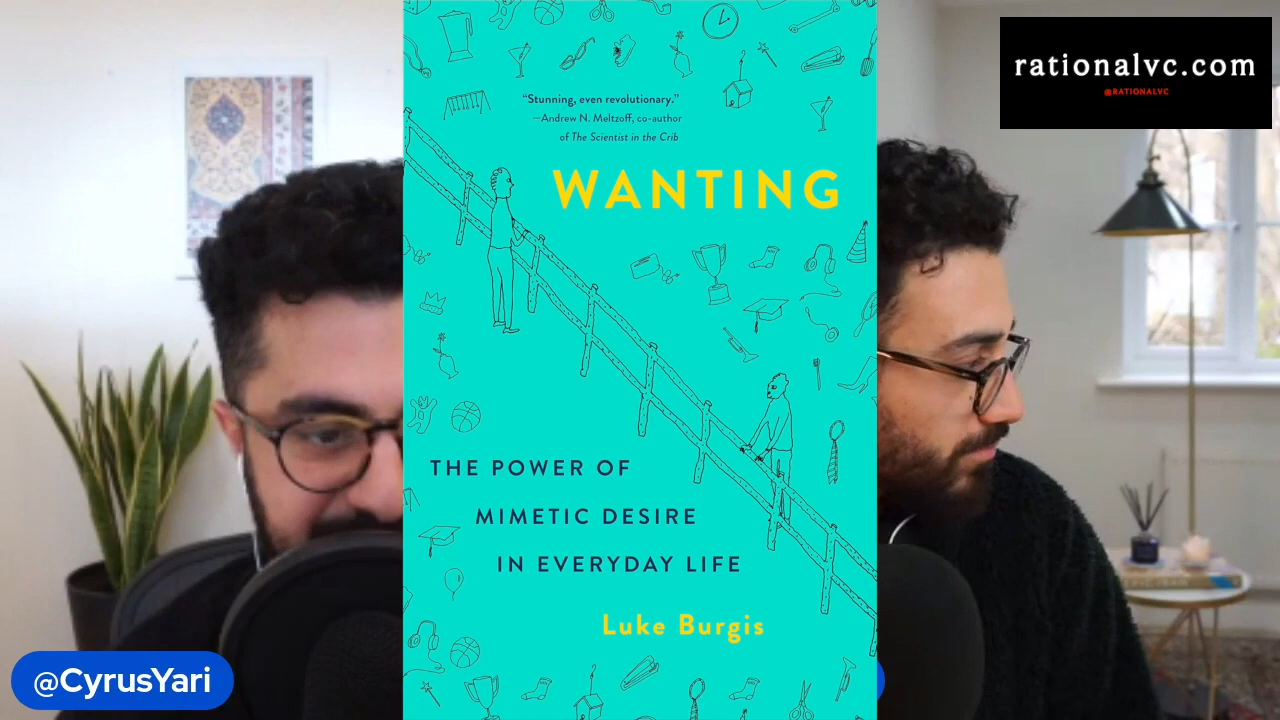 rationalvc.com
@RATIONALVC
“Stunning, even revolutionary.”
—Andrew N. Meltzoff, co-author
of The Scientist in the Crib
WANTING
THE POWER OF
MIMETIC DESIRE
IN EVERYDAY LIFE
Luke Burgis
@CyrusYari